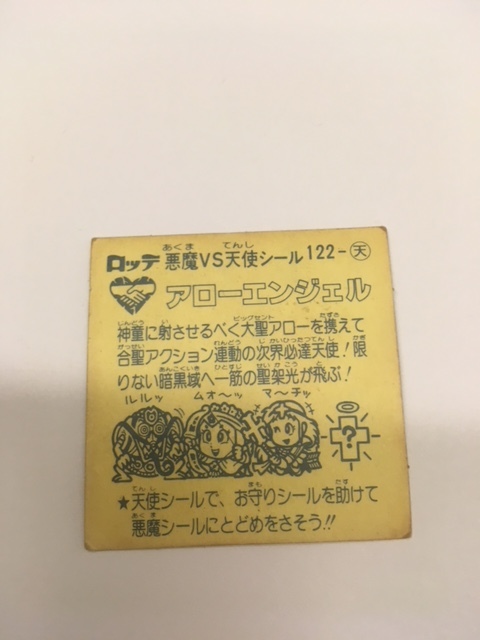 ロッテ 悪魔VS天使シール 122-天
アローエンジェル
神童に射させるべく大聖アローを携えて
合聖アクション連動の次界必達天使！限
りない暗黒域へ一筋の聖架光が飛ぶ！
ルルッ ムォ〜ッ マ〜チッ
?
★天使シールで、お守りシールを助けて
悪魔シールにとどめをさそう!!